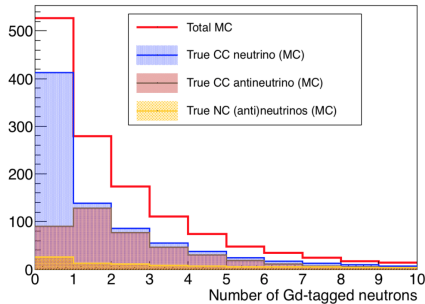 500
400
300
200
100
0
Total MC
True CC neutrino (MC)
True CC antineutrino (MC)
True NC (anti)neutrinos (MC)
0 1 2 3 4 5 6 7 8 9 10
Number of Gd-tagged neutrons